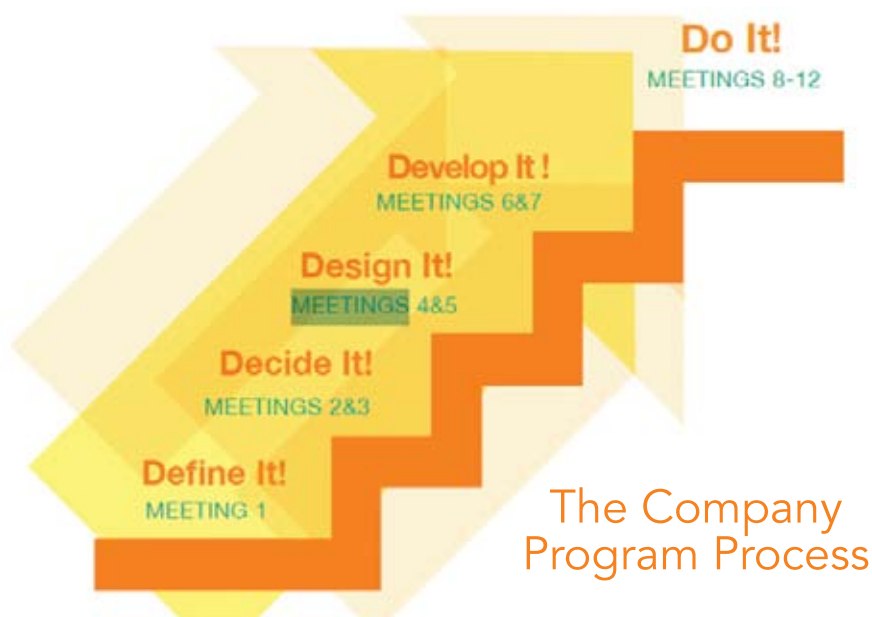 Do It!
MEETINGS 8-12
Develop It !
MEETINGS 6&7
Design It!
MEETINGS 4&5
Decide It!
MEETINGS 2&3
Define It!
MEETING 1
The Company
Program Process